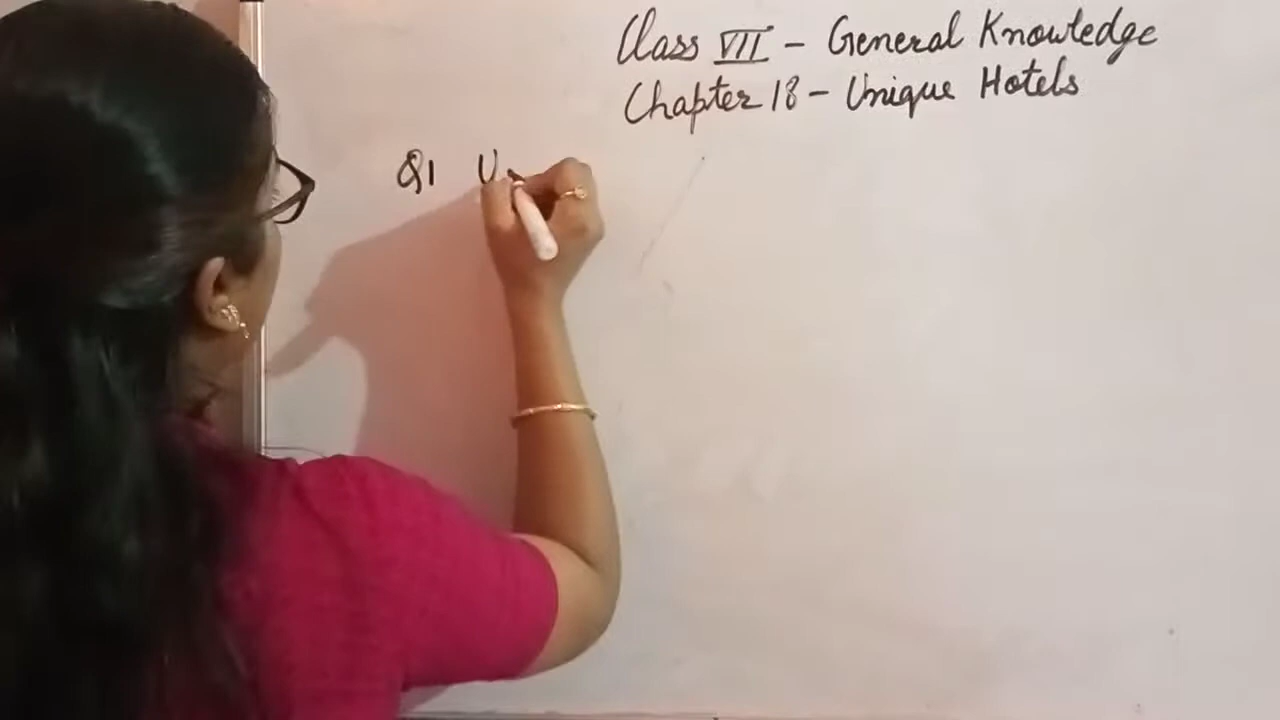 Class VII - General Knowledge
Chapter 18 - Unique Hotels
Q1